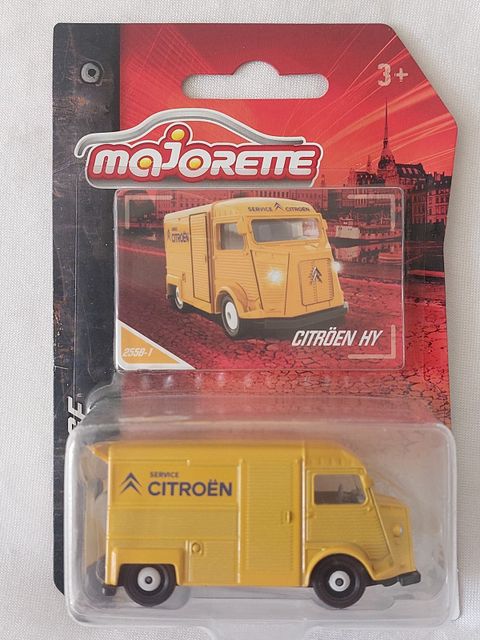 3+
MAJORETTE
SERVICE CITROËN
CITROËN
CITRÖEN HY
255B-1
SERVICE
CITROËN